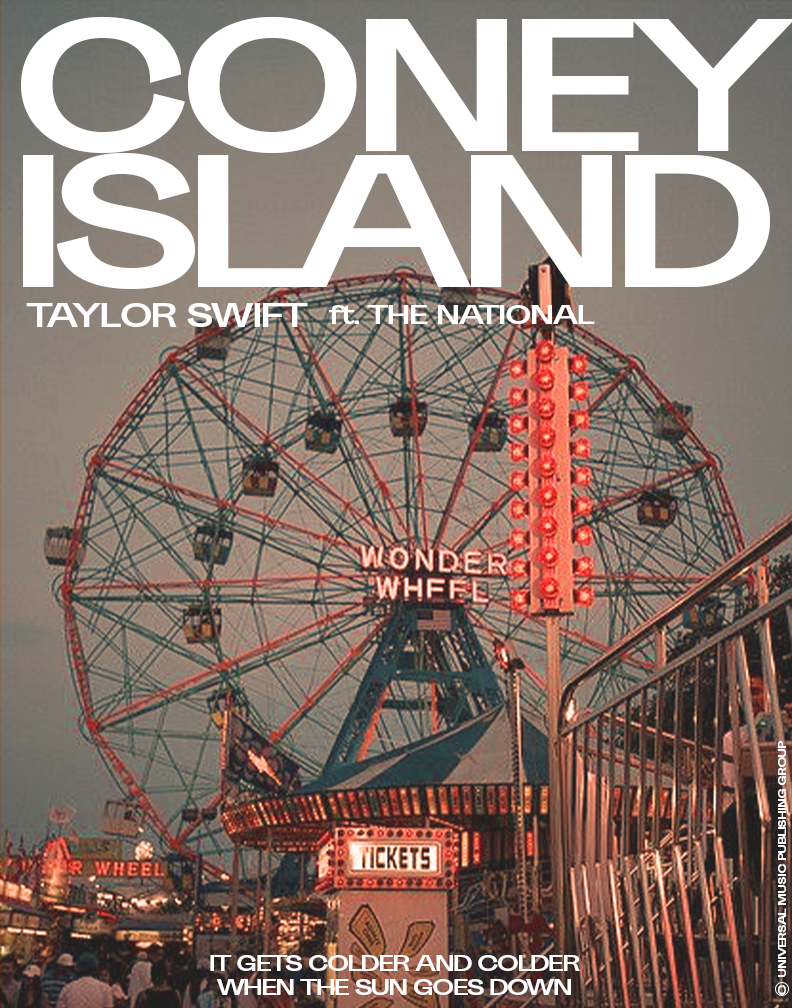 CONEY
ISLAND
TAYLOR SWIFT ft. THE NATIONAL
WONDER
WHEEL
TICKETS
R WHEEL
IT GETS COLDER AND COLDER
WHEN THE SUN GOES DOWN
© UNIVERSAL MUSIC PUBLISHING GROUP